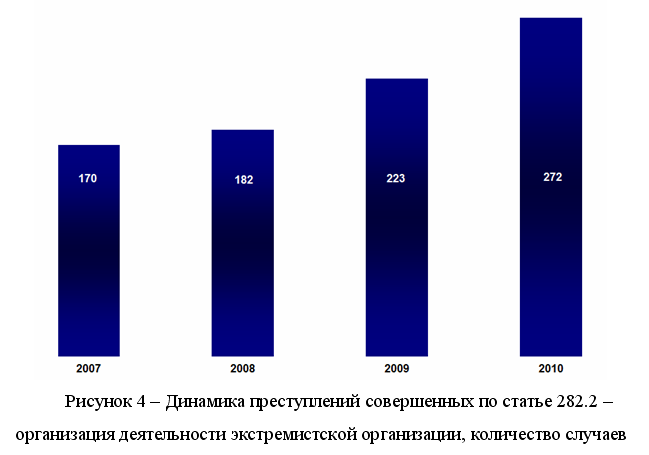 170 182 223 272
2007 2008 2009 2010
Рисунок 4 – Динамика преступлений совершенных по статье 282.2 –
организация деятельности экстремистской организации, количество случаев